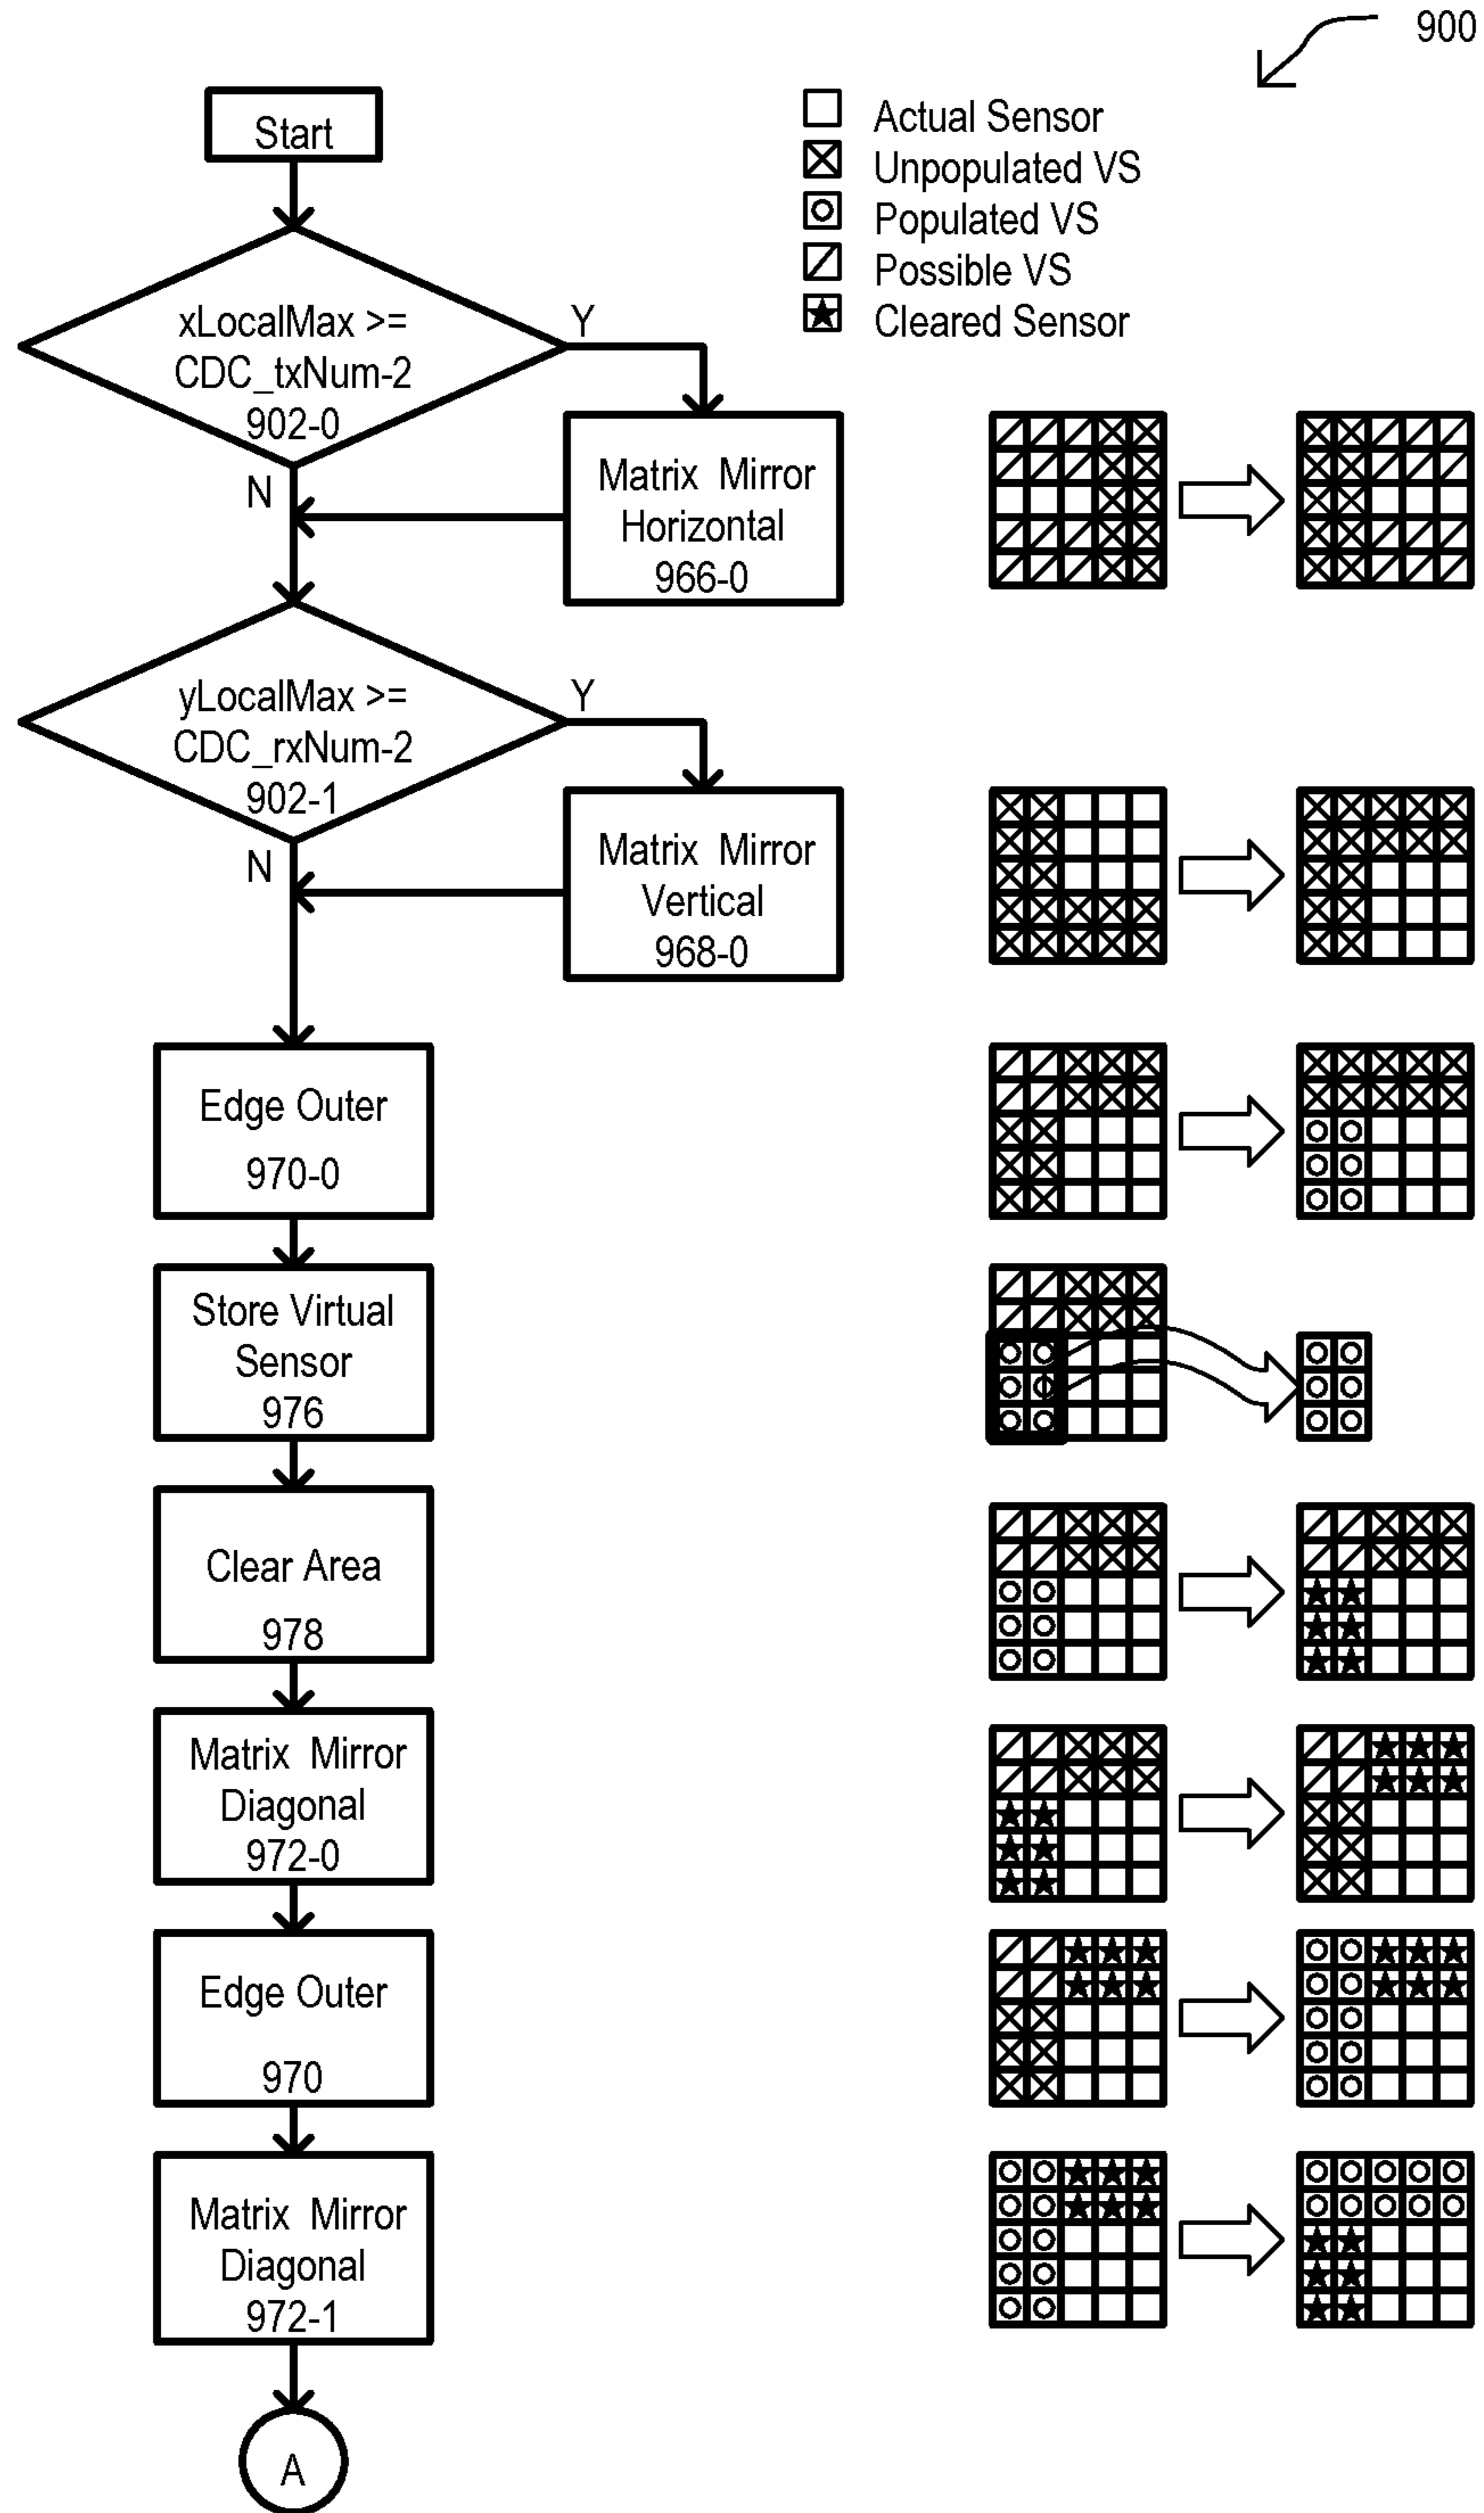 900
Start
Actual Sensor
Unpopulated VS
Populated VS
Possible VS
Cleared Sensor
xLocalMax >=
CDC_txNum-2
902-0
Y
N
Matrix Mirror
Horizontal
966-0
yLocalMax >=
CDC_rxNum-2
902-1
Y
N
Matrix Mirror
Vertical
968-0
Edge Outer
970-0
Store Virtual
Sensor
976
Clear Area
978
Matrix Mirror
Diagonal
972-0
Edge Outer
970
Matrix Mirror
Diagonal
972-1
A